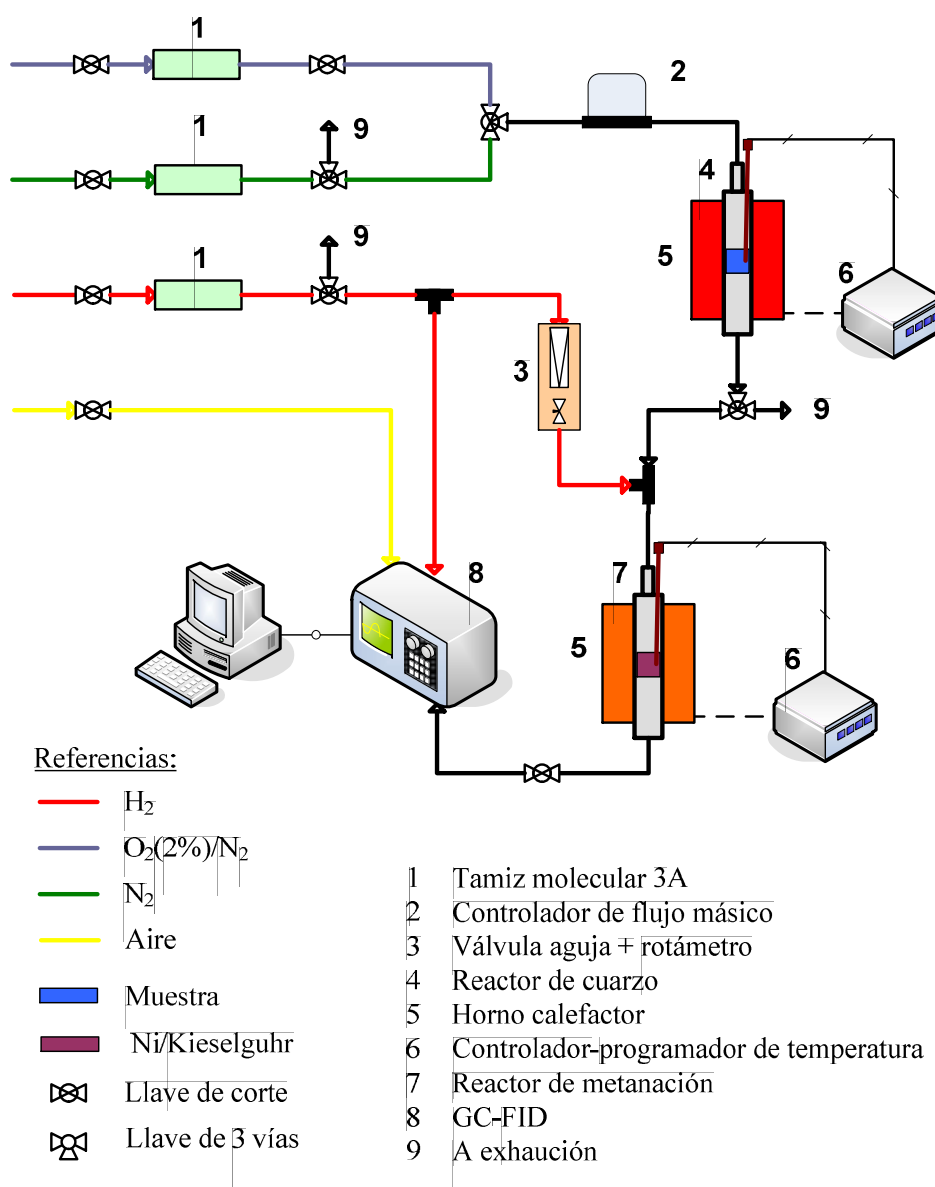 1
2
1
9
4
9
5
1
6
3
9
8
7
5
6
Referencias:
H₂
O₂(2%)/N₂
N₂
Aire
Muestra
Ni/Kieselguhr
Llave de corte
Llave de 3 vías
1 Tamiz molecular 3A
2 Controlador de flujo másico
3 Válvula aguja + rotámetro
4 Reactor de cuarzo
5 Horno calefactor
6 Controlador-programador de temperatura
7 Reactor de metanación
8 GC-FID
9 A exhaución